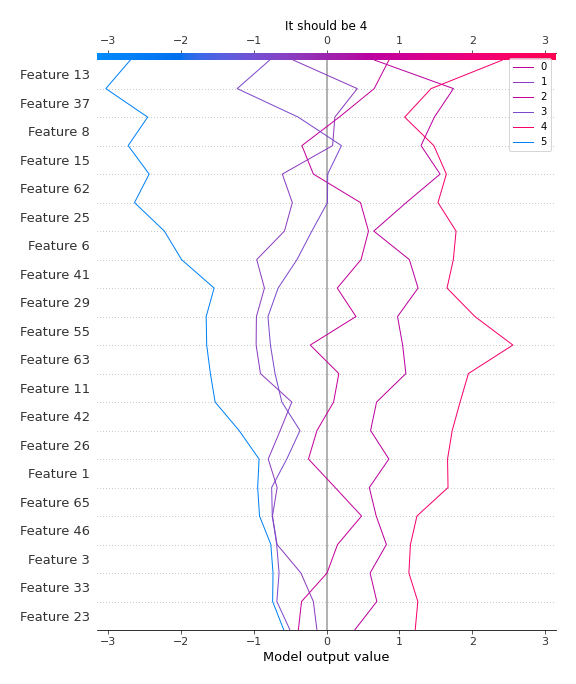 It should be 4
−3 −2 −1 0 1 2 3
0
1
2
3
4
5
Feature 13
Feature 37
Feature 8
Feature 15
Feature 62
Feature 25
Feature 6
Feature 41
Feature 29
Feature 55
Feature 63
Feature 11
Feature 42
Feature 26
Feature 1
Feature 65
Feature 46
Feature 3
Feature 33
Feature 23
−3 −2 −1 0 1 2 3
Model output value